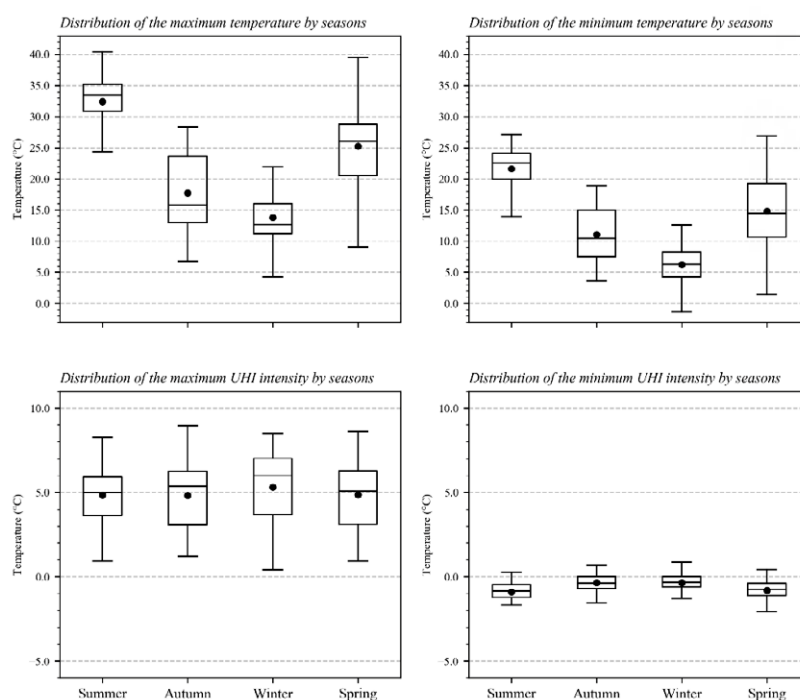 Distribution of the maximum temperature by seasons
Distribution of the minimum temperature by seasons
Temperature (°C)
40.0
35.0
30.0
25.0
20.0
15.0
10.0
5.0
0.0
Temperature (°C)
40.0
35.0
30.0
25.0
20.0
15.0
10.0
5.0
0.0
Distribution of the maximum UHI intensity by seasons
Distribution of the minimum UHI intensity by seasons
Temperature (°C)
10.0
5.0
0.0
−5.0
Temperature (°C)
10.0
5.0
0.0
−5.0
Summer Autumn Winter Spring
Summer Autumn Winter Spring